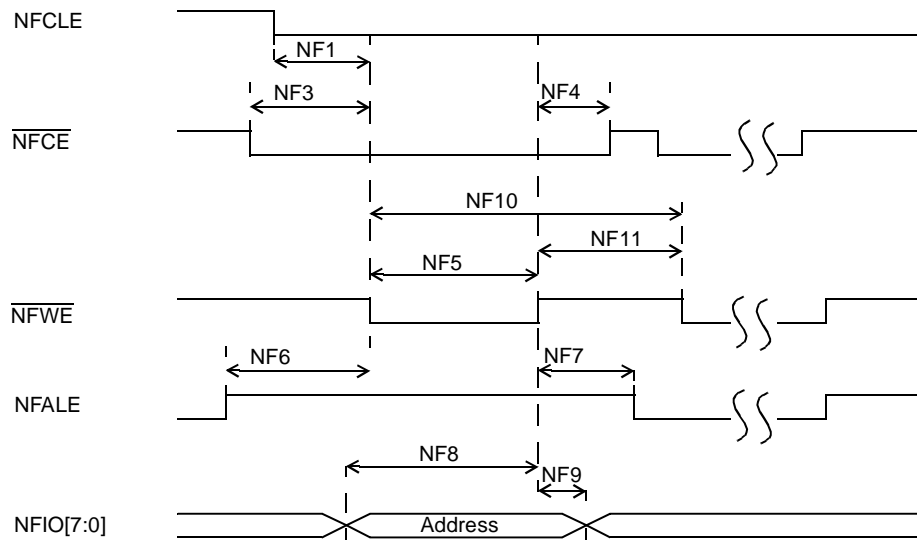 NFCLE
NF1
NF3
NF4
NFCE
NF10
NF11
NF5
NFWE
NF6
NF7
NFALE
NF8
NF9
NFIO[7:0]
Address